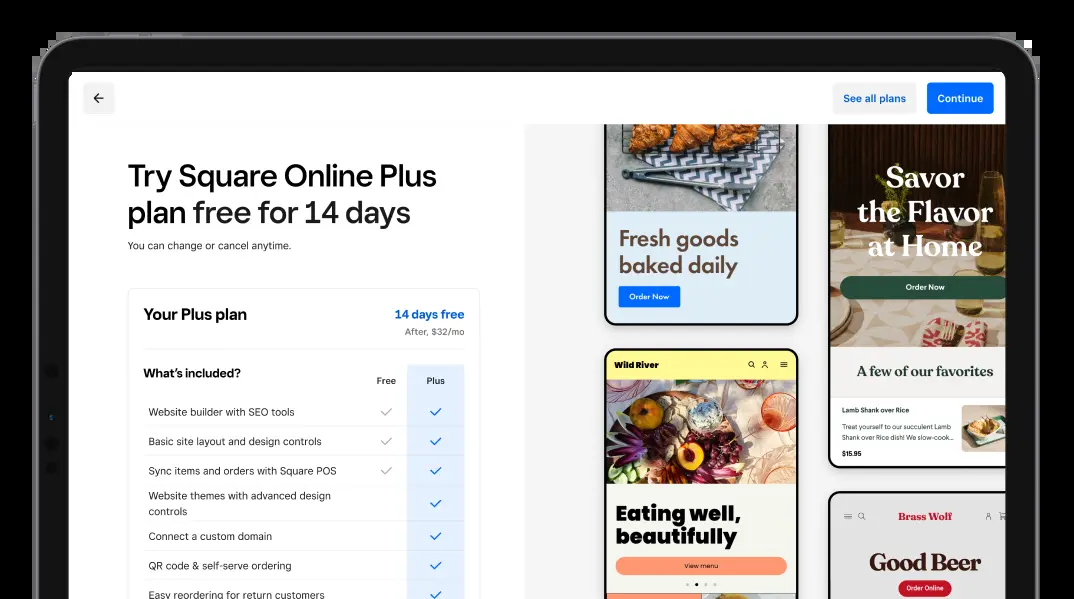 See all plans
Continue
Try Square Online Plus
plan free for 14 days
You can change or cancel anytime.
Your Plus plan
14 days free
After, $32/mo
What's included?
Free
Plus
Website builder with SEO tools
Basic site layout and design controls
Sync items and orders with Square POS
Website themes with advanced design
controls
Connect a custom domain
QR code & self-serve ordering
Easy reordering for return customers
Fresh goods
baked daily
Order Now
Wild River
Eating well,
beautifully
View menu
Savor
the Flavor
at Home
Order Now
A few of our favorites
Lamb Shank over Rice
Treat yourself to our succulent Lamb
Shank over Rice dish! We slow-cook...
$15.95
Brass Wolf
Good Beer
Order Online